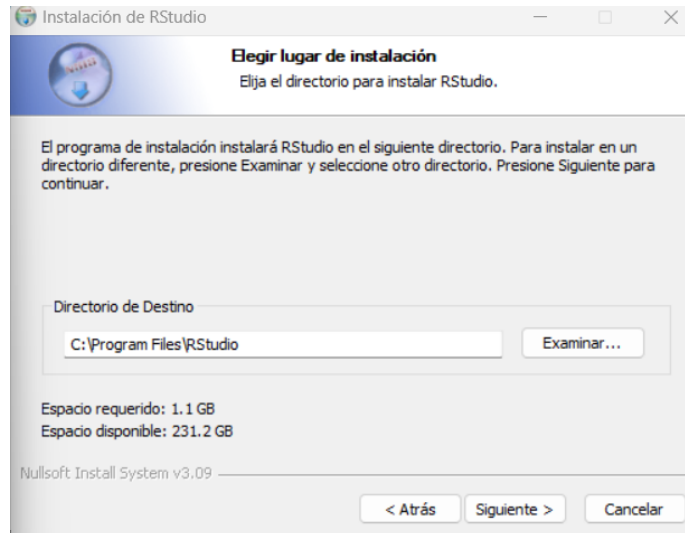 Instalación de RStudio
Elegir lugar de instalación
Elija el directorio para instalar RStudio.
El programa de instalación instalará RStudio en el siguiente directorio. Para instalar en un
directorio diferente, presione Examinar y seleccione otro directorio. Presione Siguiente para
continuar.
Directorio de Destino
C:\Program Files\RStudio
Examinar...
Espacio requerido: 1.1 GB
Espacio disponible: 231.2 GB
Nullsoft Install System v3.09
< Atrás Siguiente > Cancelar